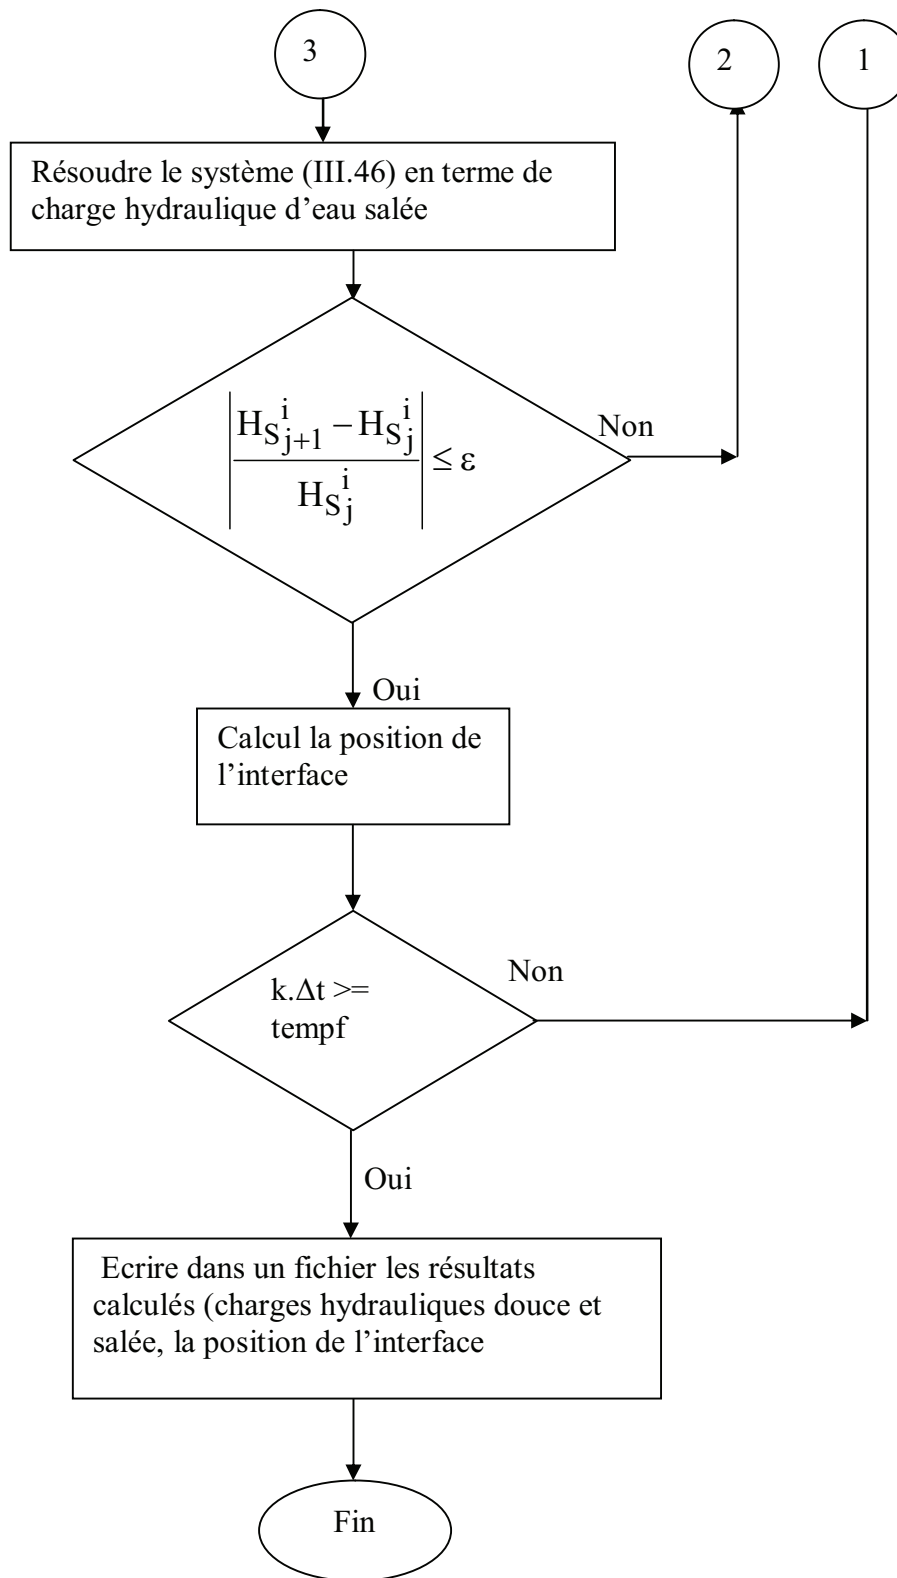 3
2
1
Résoudre le système (III.46) en terme de
charge hydraulique d’eau salée
|(H_{S_{j+1}}^{i} − H_{S_j}^{i}) / H_{S_j}^{i}| ≤ ε
Non
Oui
Calcul la position de
l’interface
k.Δt >=
tempf
Non
Oui
Ecrire dans un fichier les résultats
calculés (charges hydrauliques douce et
salée, la position de l’interface
Fin